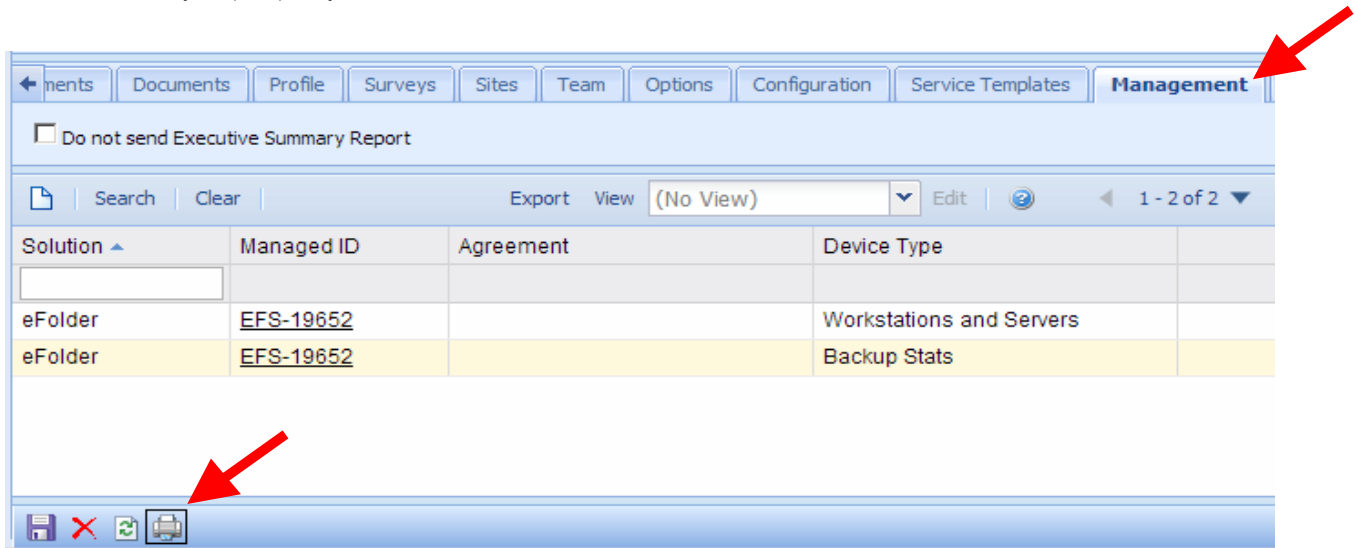 ments Documents Profile Surveys Sites Team Options Configuration Service Templates Management
Do not send Executive Summary Report
Search Clear Export View (No View) Edit 1 - 2 of 2
Solution Managed ID Agreement Device Type
eFolder EFS-19652 Workstations and Servers
eFolder EFS-19652 Backup Stats